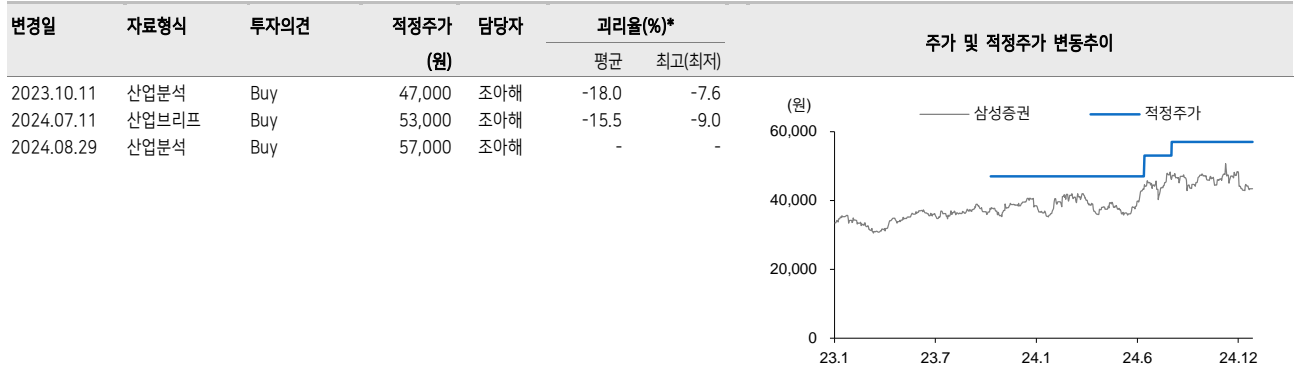 변경일 자료형식 투자의견 적정주가 담당자 괴리율(%)* 주가 및 적정주가 변동추이
(원) 평균 최고(최저)
2023.10.11 산업분석 Buy 47,000 조아해 -18.0 -7.6
2024.07.11 산업브리프 Buy 53,000 조아해 -15.5 -9.0
2024.08.29 산업분석 Buy 57,000 조아해 - -
(원) 삼성증권 적정주가
60,000
40,000
20,000
0
23.1 23.7 24.1 24.6 24.12